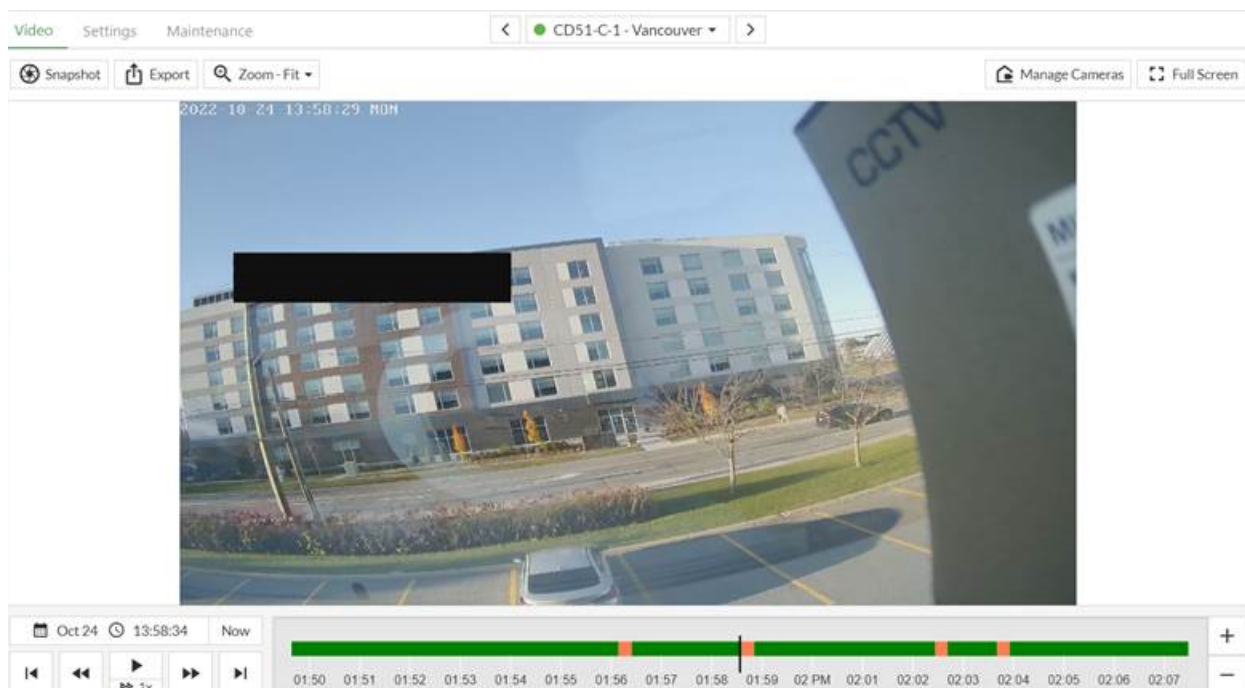 Video Settings Maintenance
CD51-C-1 - Vancouver
Snapshot Export Zoom - Fit
Manage Cameras Full Screen
2022-10-24 13:58:29 MON
CCTV
Oct 24 13:58:34 Now
1x
01:50 01:51 01:52 01:53 01:54 01:55 01:56 01:57 01:58 01:59 02 PM 02:01 02:02 02:03 02:04 02:05 02:06 02:07